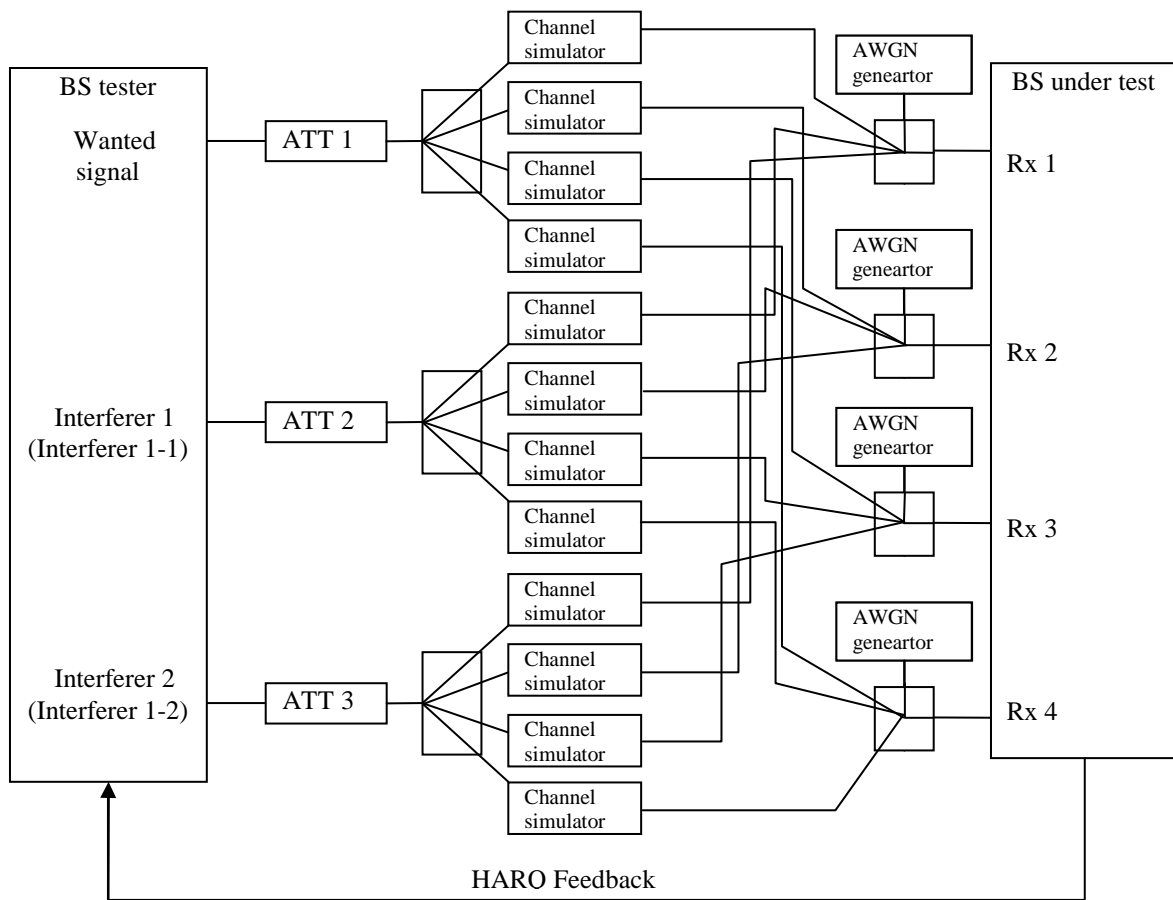 BS tester
Wanted
signal
Interferer 1
(Interferer 1-1)
Interferer 2
(Interferer 1-2)
ATT 1
ATT 2
ATT 3
Channel
simulator
Channel
simulator
Channel
simulator
Channel
simulator
Channel
simulator
Channel
simulator
Channel
simulator
Channel
simulator
Channel
simulator
Channel
simulator
Channel
simulator
Channel
simulator
AWGN
geneartor
AWGN
geneartor
AWGN
geneartor
AWGN
geneartor
BS under test
Rx 1
Rx 2
Rx 3
Rx 4
HARO Feedback